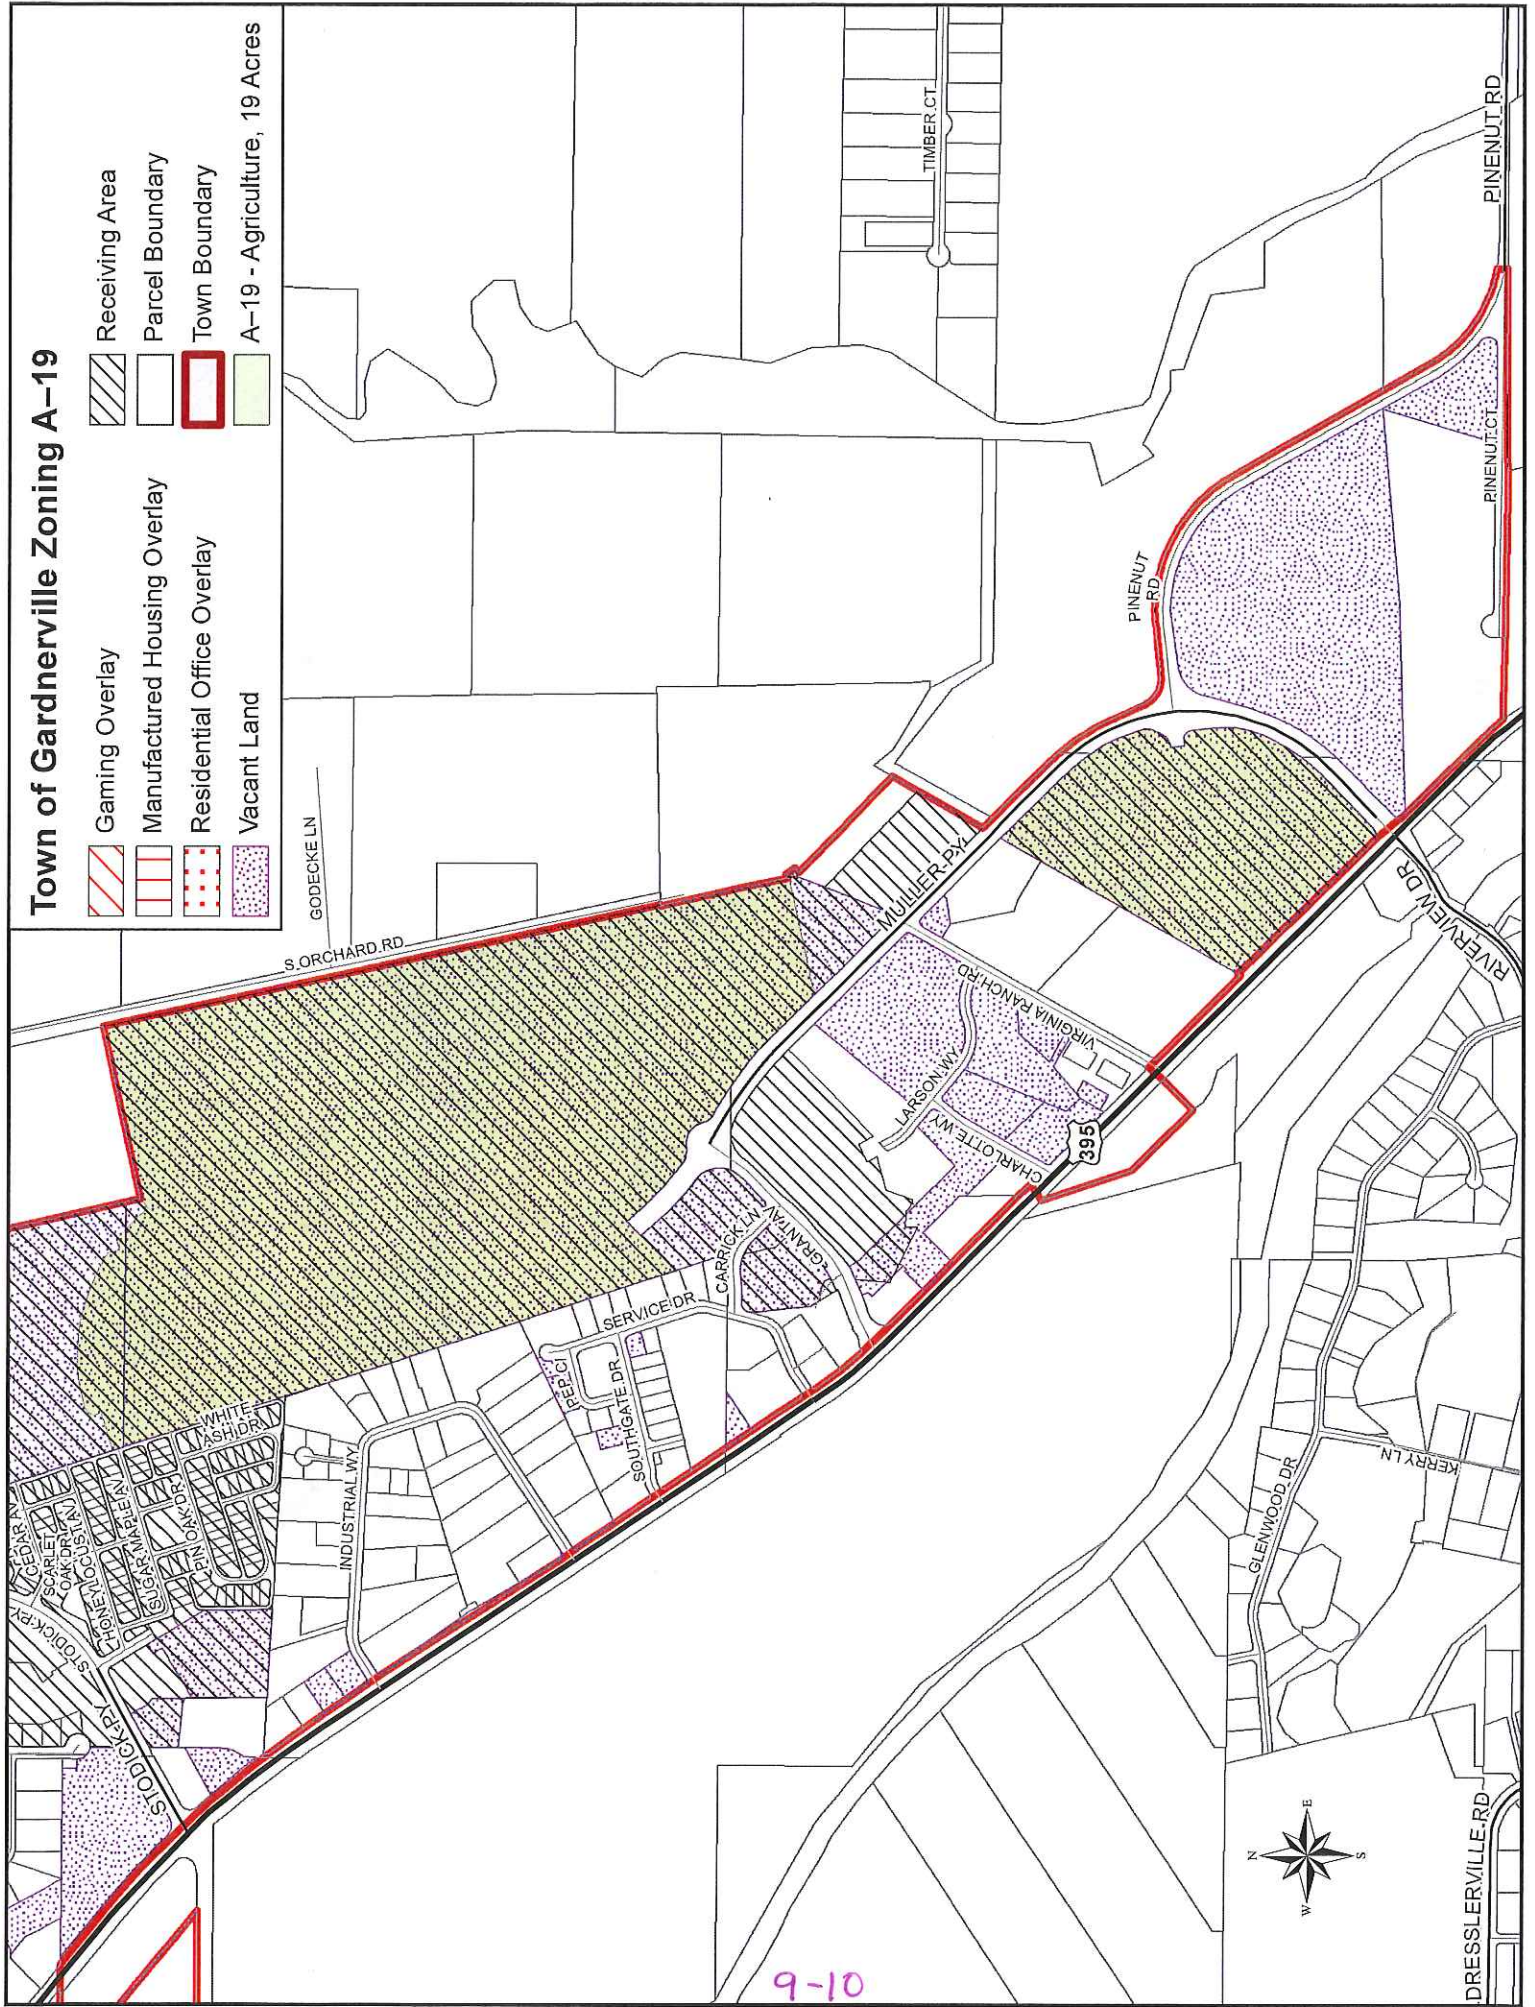 Town of Gardnerville Zoning A–19
Gaming Overlay
Manufactured Housing Overlay
Residential Office Overlay
Vacant Land
Receiving Area
Parcel Boundary
Town Boundary
A–19 - Agriculture, 19 Acres
GODECKE LN
S ORCHARD RD
TIMBER CT
PINENUT RD
PINENUT
RD
PINENUT CT
MULLER PY
VIRGINIA RANCH RD
LARSON WY
CHARLOTTE WY
395
RIVERVIEW DR
GRANT AV
CARRICK LN
SERVICE DR
SOUTHGATE DR
INDUSTRIAL WY
WHITE
ASH DR
CEDAR AV
SCARLET
OAK DR
HONEYLOCUST AV
SUGAR MAPLE AV
PIN OAK DR
STODICK PY
STODICK PY
GLENWOOD DR
KERRY LN
DRESSLERVILLE RD
N
E
S
W
9-10